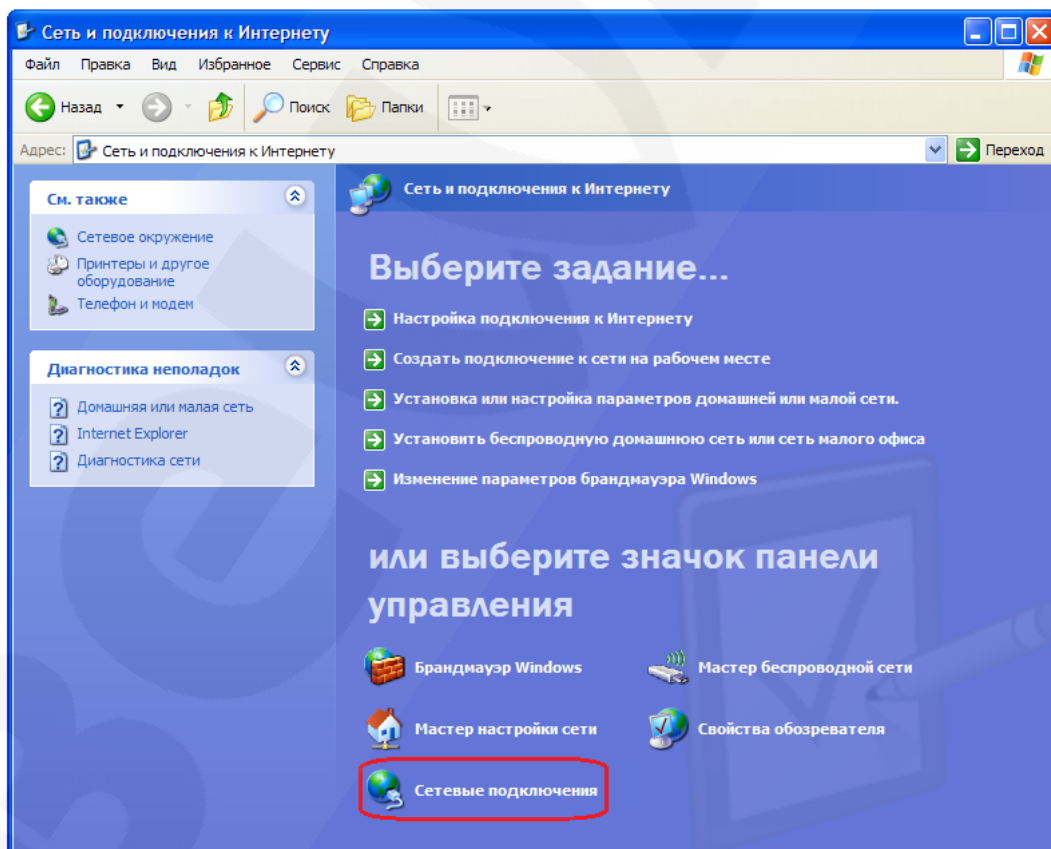 Сеть и подключения к Интернету
Файл Правка Вид Избранное Сервис Справка
Назад Поиск Папки
Адрес: Сеть и подключения к Интернету Переход
См. также
Сетевое окружение
Принтеры и другое
оборудование
Телефон и модем
Диагностика неполадок
Домашняя или малая сеть
Internet Explorer
Диагностика сети
Сеть и подключения к Интернету
Выберите задание...
Настройка подключения к Интернету
Создать подключение к сети на рабочем месте
Установка или настройка параметров домашней или малой сети.
Установить беспроводную домашнюю сеть или сеть малого офиса
Изменение параметров брандмауэра Windows
или выберите значок панели
управления
Брандмауэр Windows
Мастер беспроводной сети
Мастер настройки сети
Свойства обозревателя
Сетевые подключения